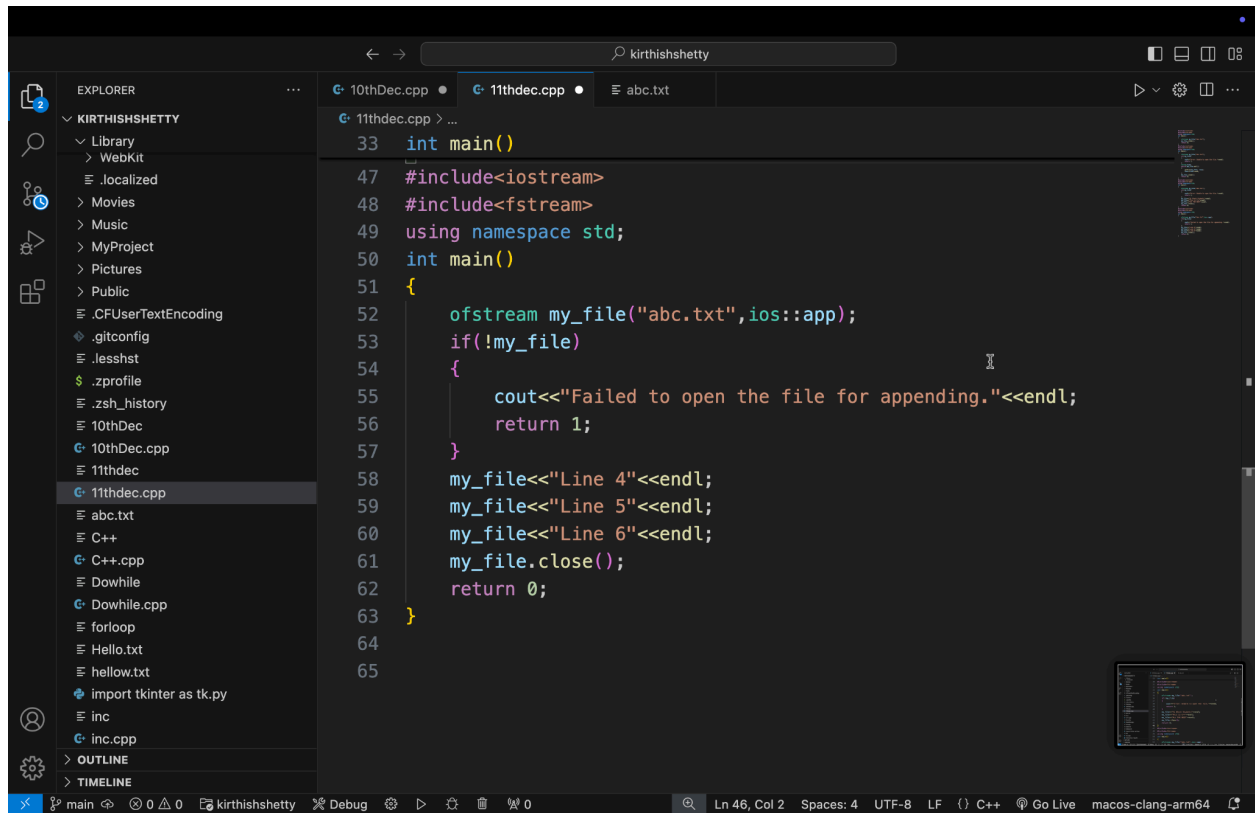 kirthishshetty
EXPLORER
10thDec.cpp
11thdec.cpp
abc.txt
KIRTHISHSHETTY
11thdec.cpp > ...
Library
WebKit
.localized
Movies
Music
MyProject
Pictures
Public
.CFUserTextEncoding
.gitconfig
.lesshst
.zprofile
.zsh_history
10thDec
10thDec.cpp
11thdec
11thdec.cpp
abc.txt
C++
C++.cpp
Dowhile
Dowhile.cpp
forloop
Hello.txt
hellow.txt
import tkinter as tk.py
inc
inc.cpp
OUTLINE
TIMELINE
33 int main()
47 #include<iostream>
48 #include<fstream>
49 using namespace std;
50 int main()
51 {
52 ofstream my_file("abc.txt",ios::app);
53 if(!my_file)
54 {
55 cout<<"Failed to open the file for appending."<<endl;
56 return 1;
57 }
58 my_file<<"Line 4"<<endl;
59 my_file<<"Line 5"<<endl;
60 my_file<<"Line 6"<<endl;
61 my_file.close();
62 return 0;
63 }
64
65
2
main 0 0 kirthishshetty Debug 0 Ln 46, Col 2 Spaces: 4 UTF-8 LF {} C++ Go Live macos-clang-arm64